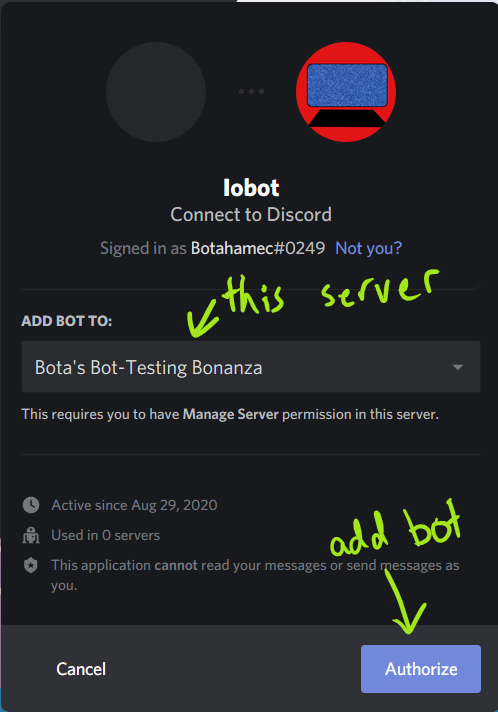 Iobot
Connect to Discord
Signed in as Botahamec#0249 Not you?
this server
ADD BOT TO:
Bota's Bot-Testing Bonanza
This requires you to have Manage Server permission in this server.
Active since Aug 29, 2020
Used in 0 servers
add bot
This application cannot read your messages or send messages as
you.
Cancel
Authorize